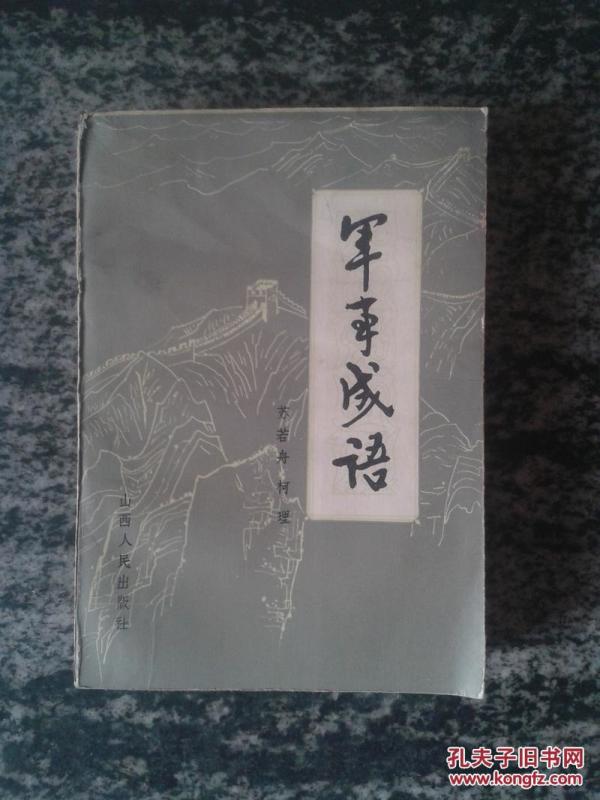 军事成语
苏若舟 柯理
山西人民出版社
孔夫子旧书网
www.kongfz.com